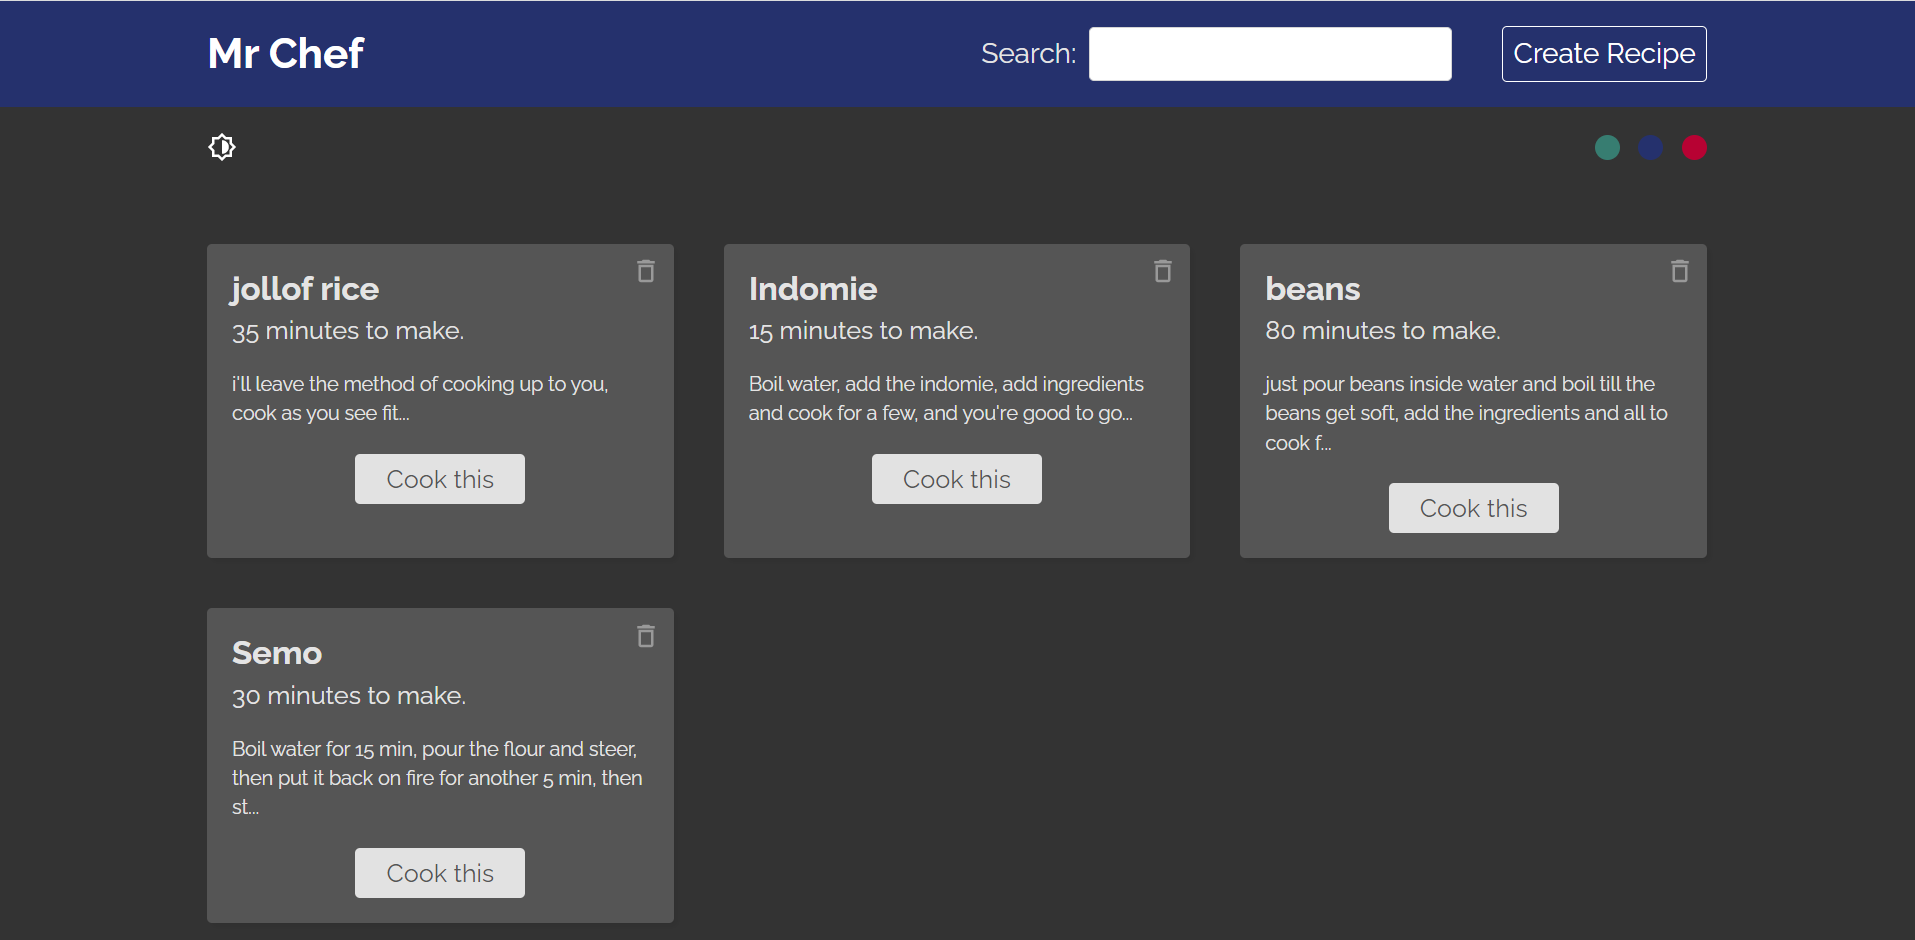 Mr Chef
Search:
Create Recipe
jollof rice
35 minutes to make.
i'll leave the method of cooking up to you,
cook as you see fit...
Cook this
Indomie
15 minutes to make.
Boil water, add the indomie, add ingredients
and cook for a few, and you're good to go...
Cook this
beans
80 minutes to make.
just pour beans inside water and boil till the
beans get soft, add the ingredients and all to
cook f...
Cook this
Semo
30 minutes to make.
Boil water for 15 min, pour the flour and steer,
then put it back on fire for another 5 min, then
st...
Cook this